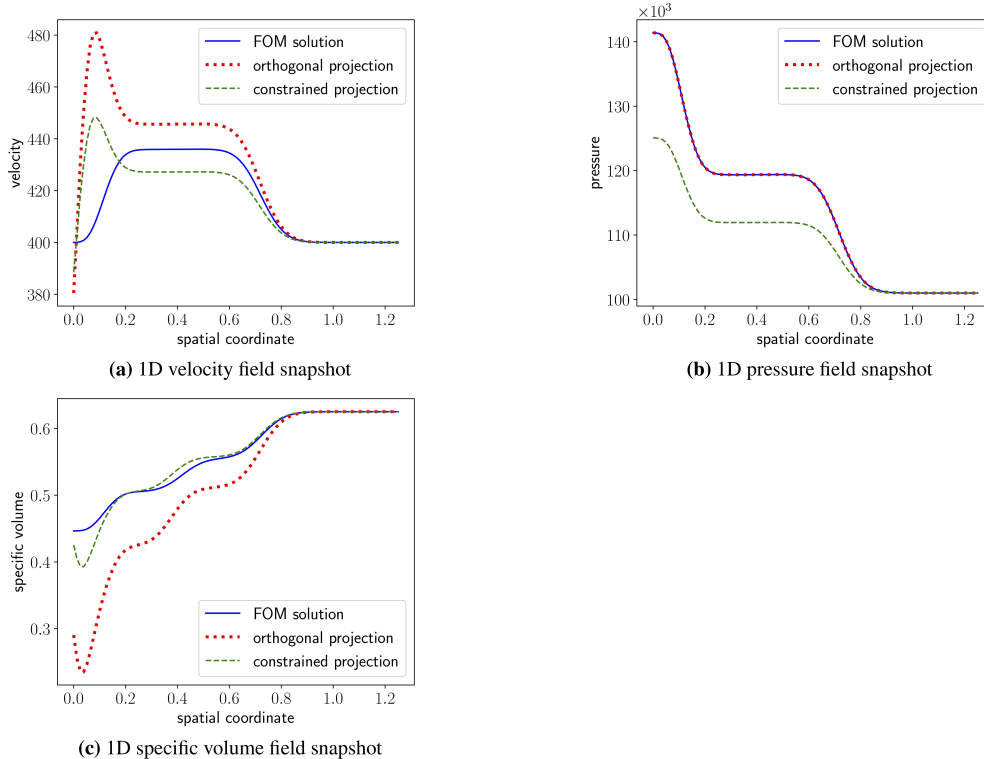 480
460
440
420
400
380
velocity
FOM solution
orthogonal projection
constrained projection
0.0 0.2 0.4 0.6 0.8 1.0 1.2
spatial coordinate
(a) 1D velocity field snapshot
×10³
140
130
120
110
100
pressure
FOM solution
orthogonal projection
constrained projection
0.0 0.2 0.4 0.6 0.8 1.0 1.2
spatial coordinate
(b) 1D pressure field snapshot
0.6
0.5
0.4
0.3
specific volume
FOM solution
orthogonal projection
constrained projection
0.0 0.2 0.4 0.6 0.8 1.0 1.2
spatial coordinate
(c) 1D specific volume field snapshot